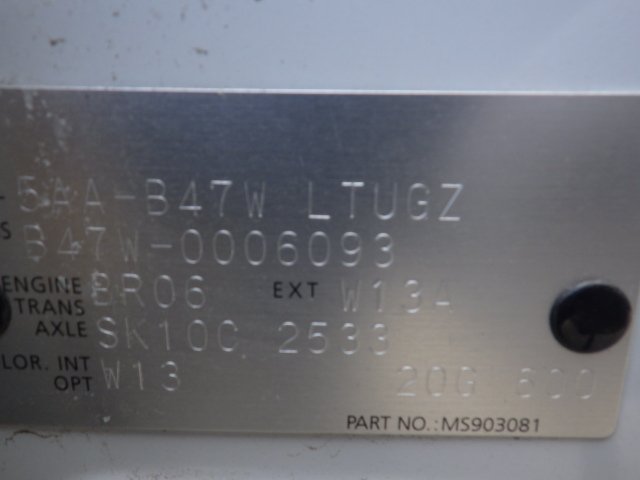 5AA-B47W LTUGZ
S B47W-0006093
ENGINE BR06 EXT W13A
TRANS
AXLE SK10C 2533
LOR. INT W13 20G 600
OPT
PART NO.:MS903081